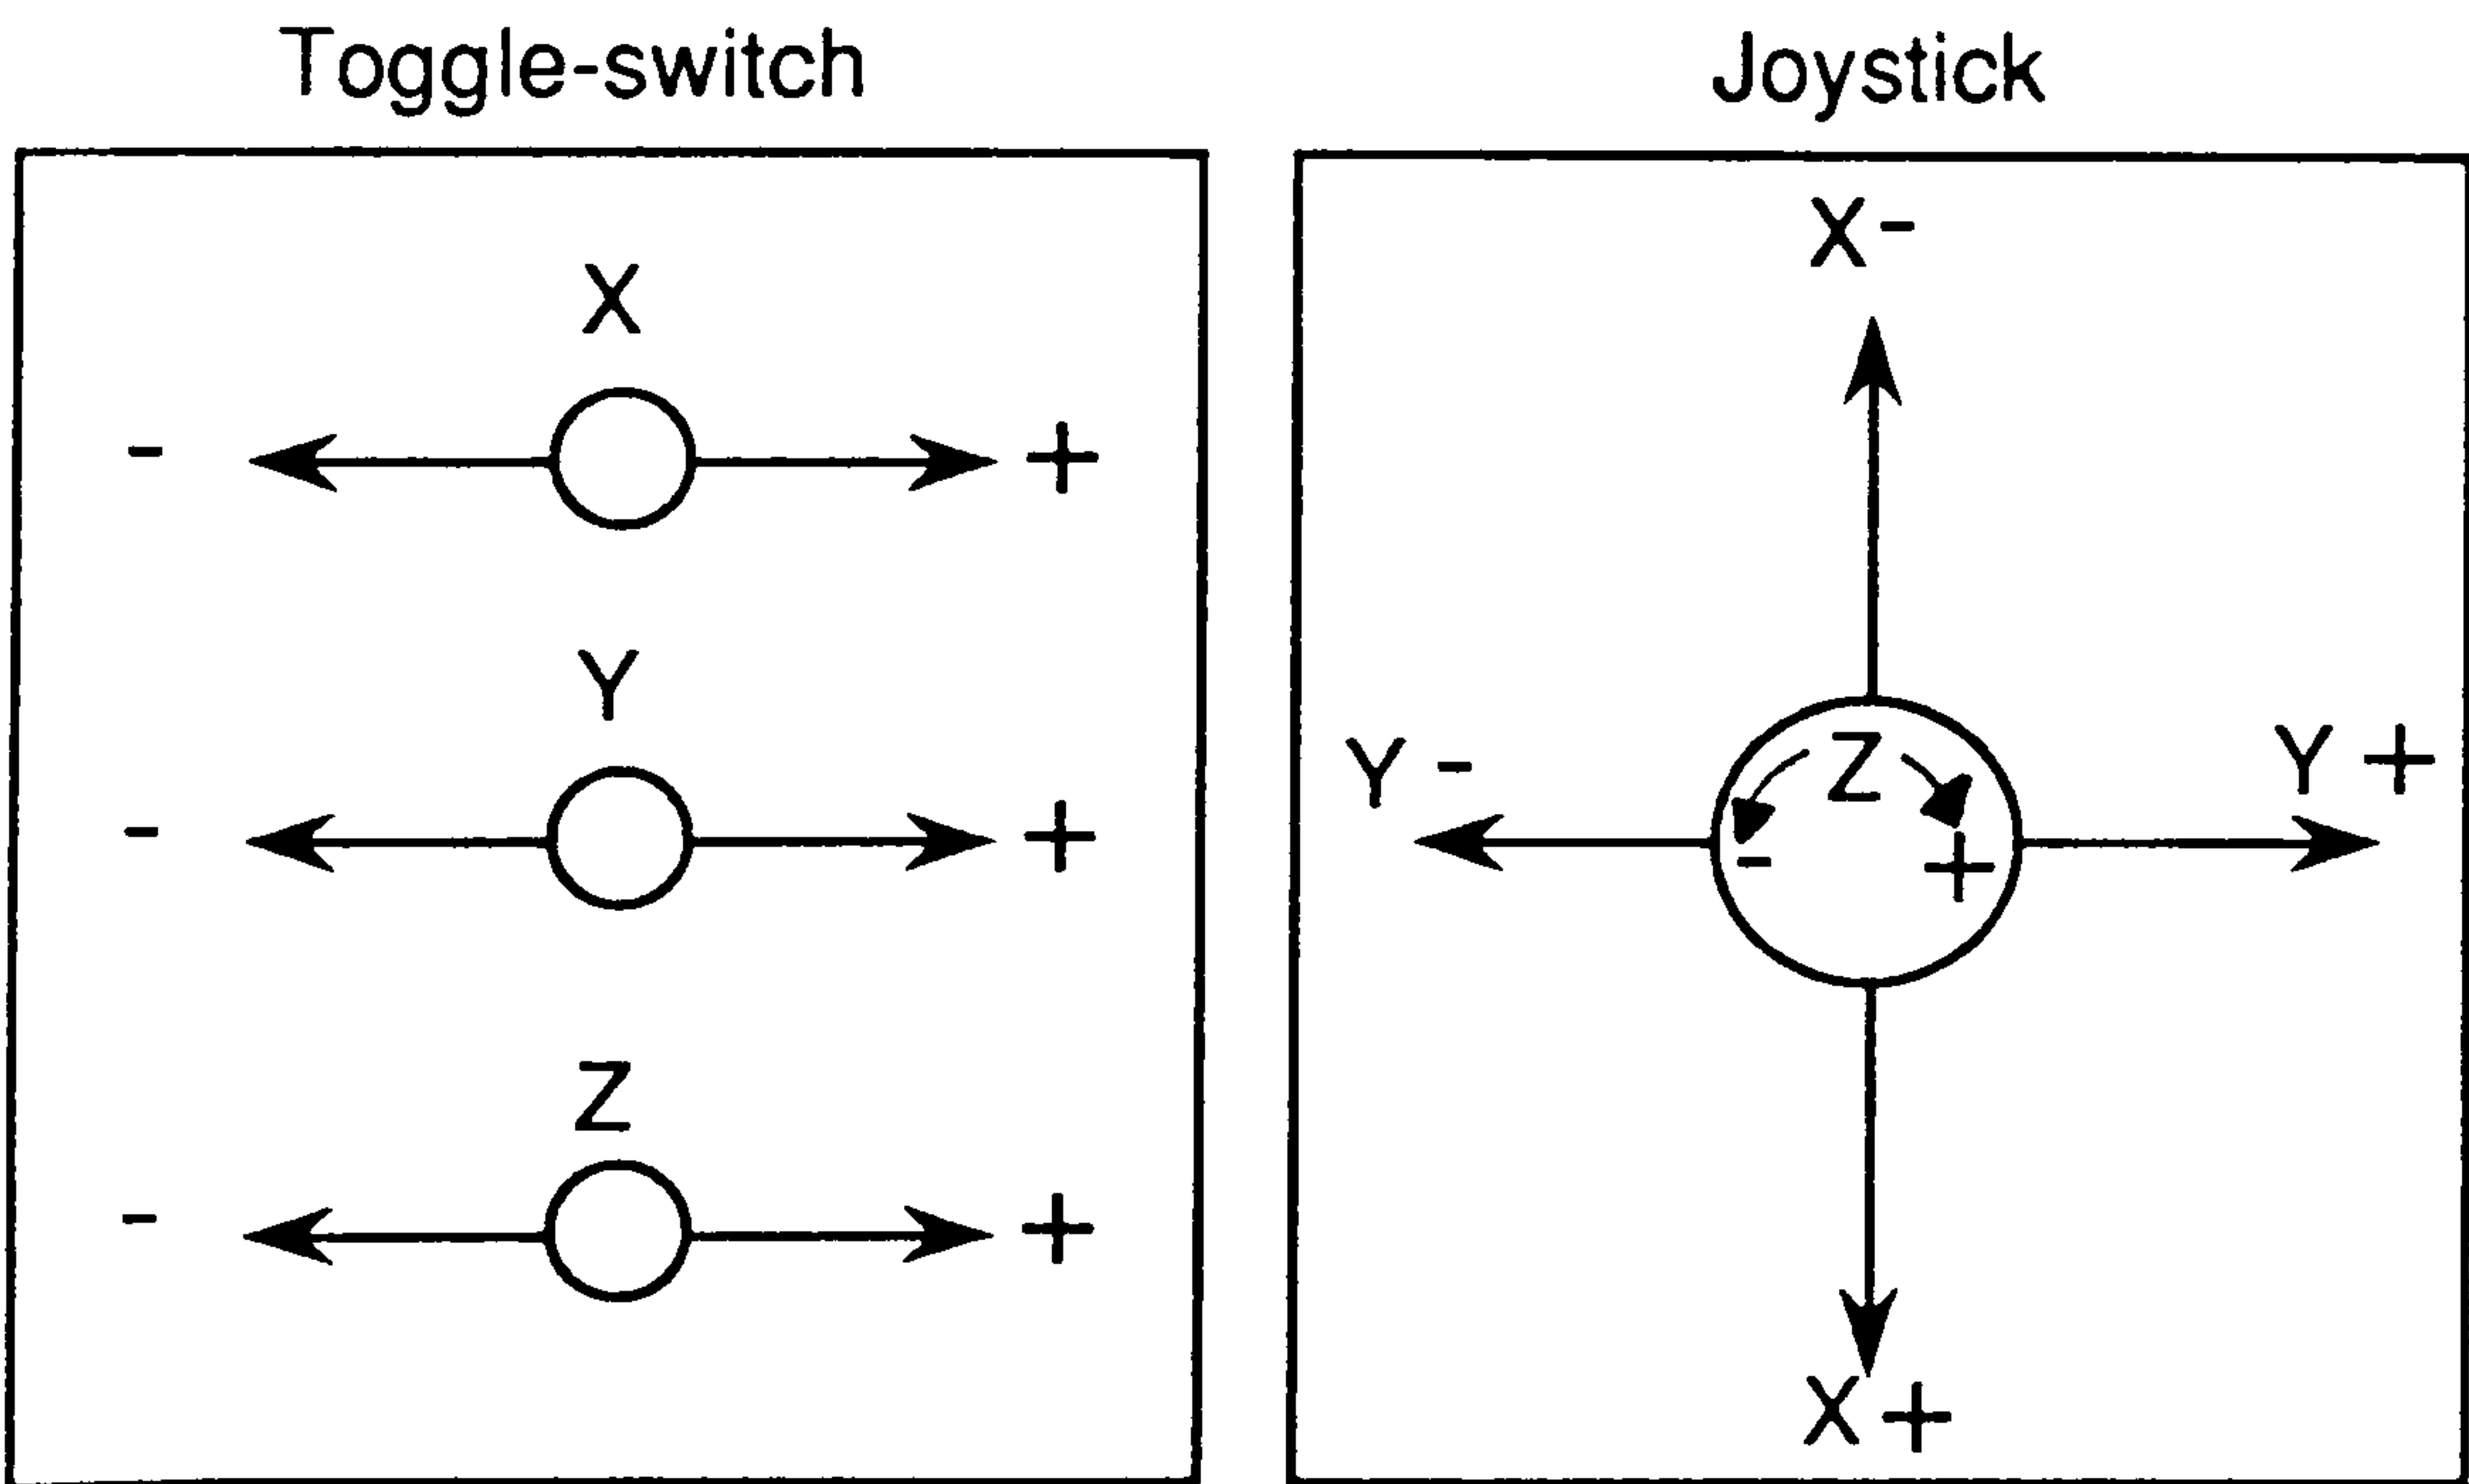 Toggle-switch
X
- +
Y
- +
Z
- +
Joystick
X-
Y - Z Y +
- +
X +